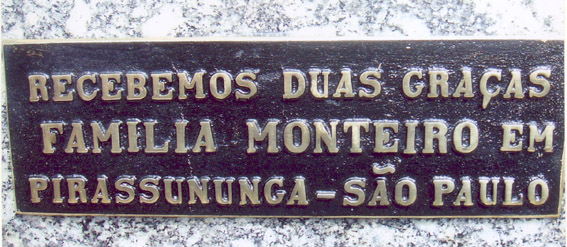 RECEBEMOS DUAS GRAÇAS
FAMILIA MONTEIRO EM
PIRASSUNUNGA - SÃO PAULO